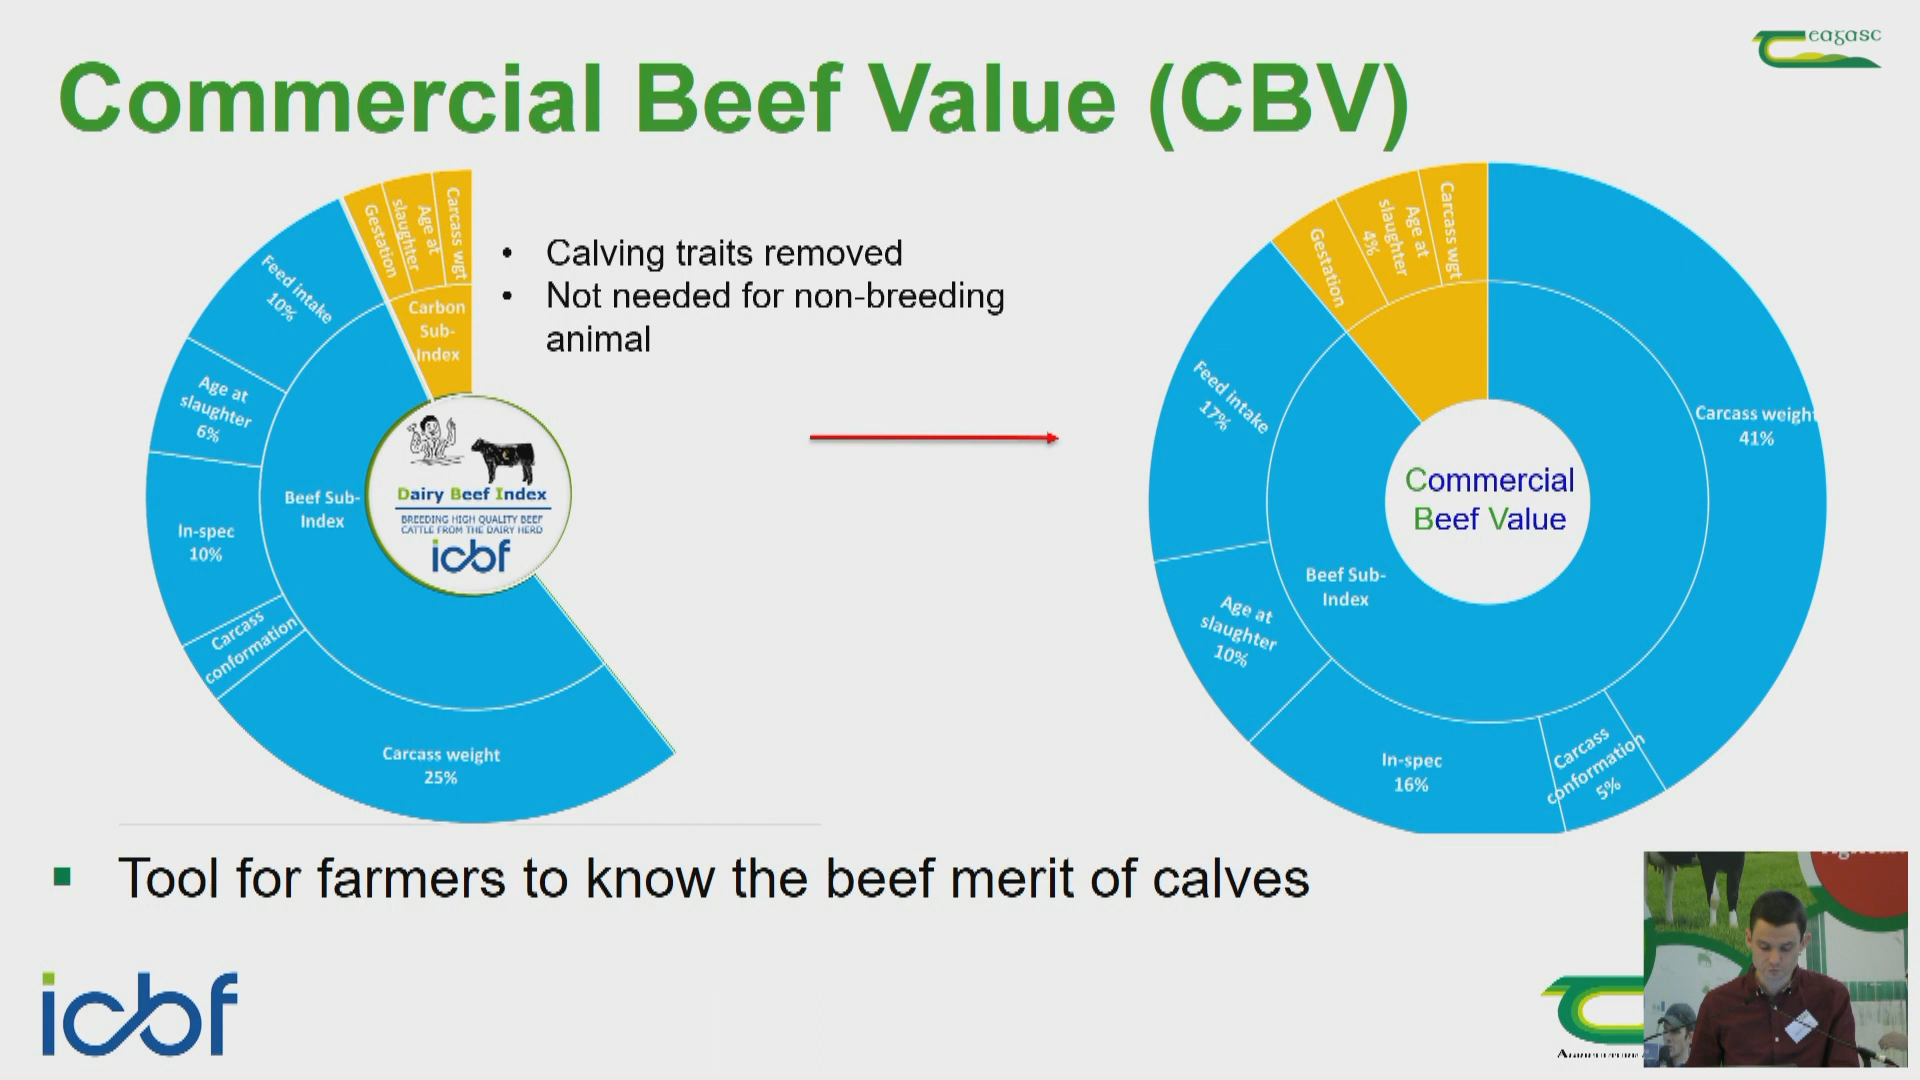 eagasc
Commercial Beef Value (CBV)
Gestation
Age at
slaughter
Carcass wgt
Carbon
Sub-
Index
Feed intake
10%
Age at
slaughter
6%
In-spec
10%
Carcass
conformation
Carcass weight
25%
Beef Sub-
Index
Dairy Beef Index
BREEDING HIGH QUALITY BEEF
CATTLE FROM THE DAIRY HERD
icbf
• Calving traits removed
• Not needed for non-breeding
animal
Gestation
Age at
slaughter
4%
Carcass wgt
Feed intake
17%
Age at
slaughter
10%
In-spec
16%
Carcass
conformation
5%
Carcass weight
41%
Beef Sub-
Index
Commercial
Beef Value
Tool for farmers to know the beef merit of calves
icbf